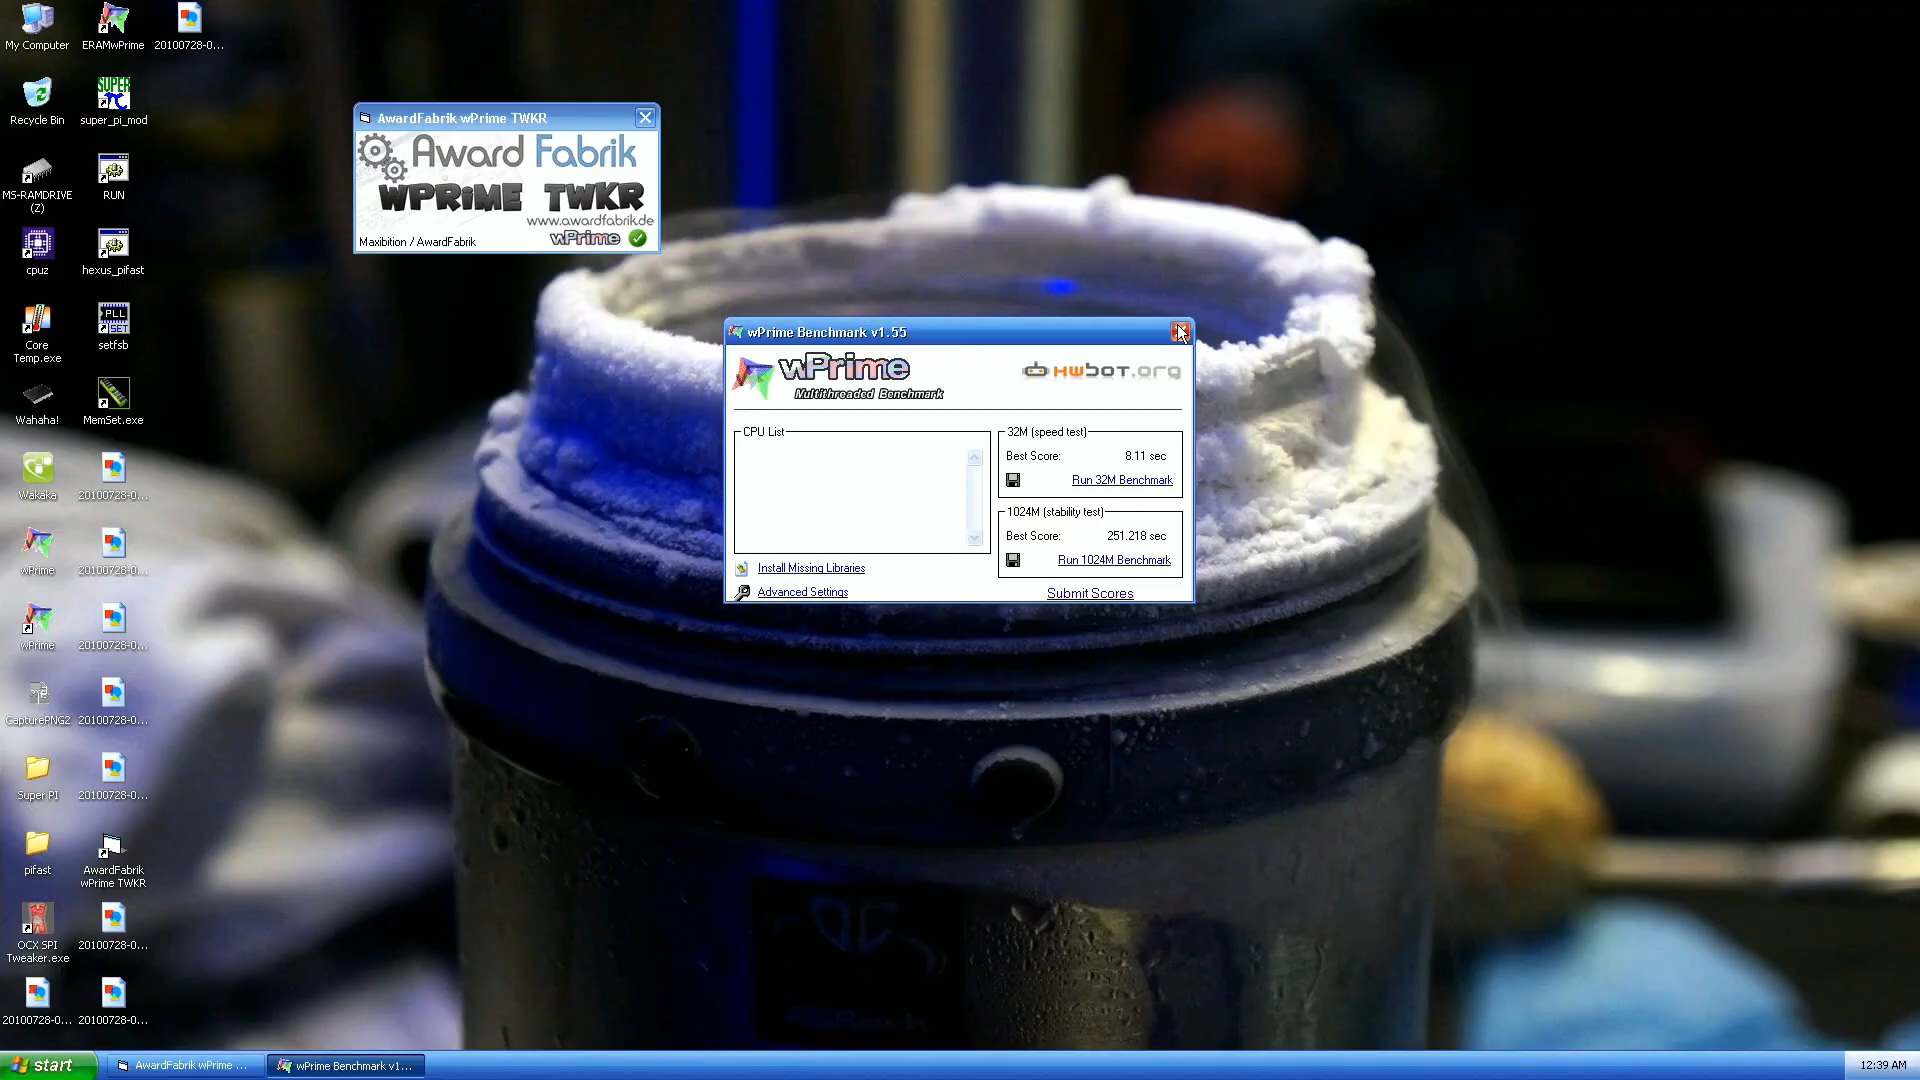 My Computer
ERAMwPrime
20100728-0...
Recycle Bin
SUPER
π
super_pi_mod
MS-RAMDRIVE
(Z)
RUN
cpuz
hexus_pifast
Core
Temp.exe
PLL
SET
setfsb
Wahaha!
MemSet.exe
Wakaka
20100728-0...
wPrime
20100728-0...
wPrime
20100728-0...
CapturePNG2
20100728-0...
Super PI
20100728-0...
pifast
AwardFabrik
wPrime TWKR
OCX SPI
Tweaker.exe
20100728-0...
20100728-0...
20100728-0...
AwardFabrik wPrime TWKR
Award Fabrik
WPRiME TWKR
www.awardfabrik.de
Maxibition / AwardFabrik
wPrime
wPrime Benchmark v1.55
wPrime
Multithreaded Benchmark
HWBOT.org
CPU List
32M (speed test)
Best Score: 8.11 sec
Run 32M Benchmark
1024M (stability test)
Best Score: 251.218 sec
Run 1024M Benchmark
Install Missing Libraries
Advanced Settings
Submit Scores
start
AwardFabrik wPrime ...
wPrime Benchmark v1...
12:39 AM